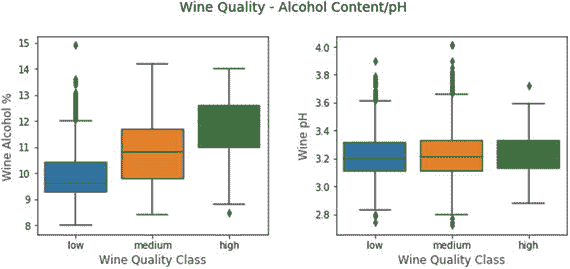 Wine Quality - Alcohol Content/pH
Wine Alcohol %
15
14
13
12
11
10
9
8
low medium high
Wine Quality Class
Wine pH
4.0
3.8
3.6
3.4
3.2
3.0
2.8
low medium high
Wine Quality Class